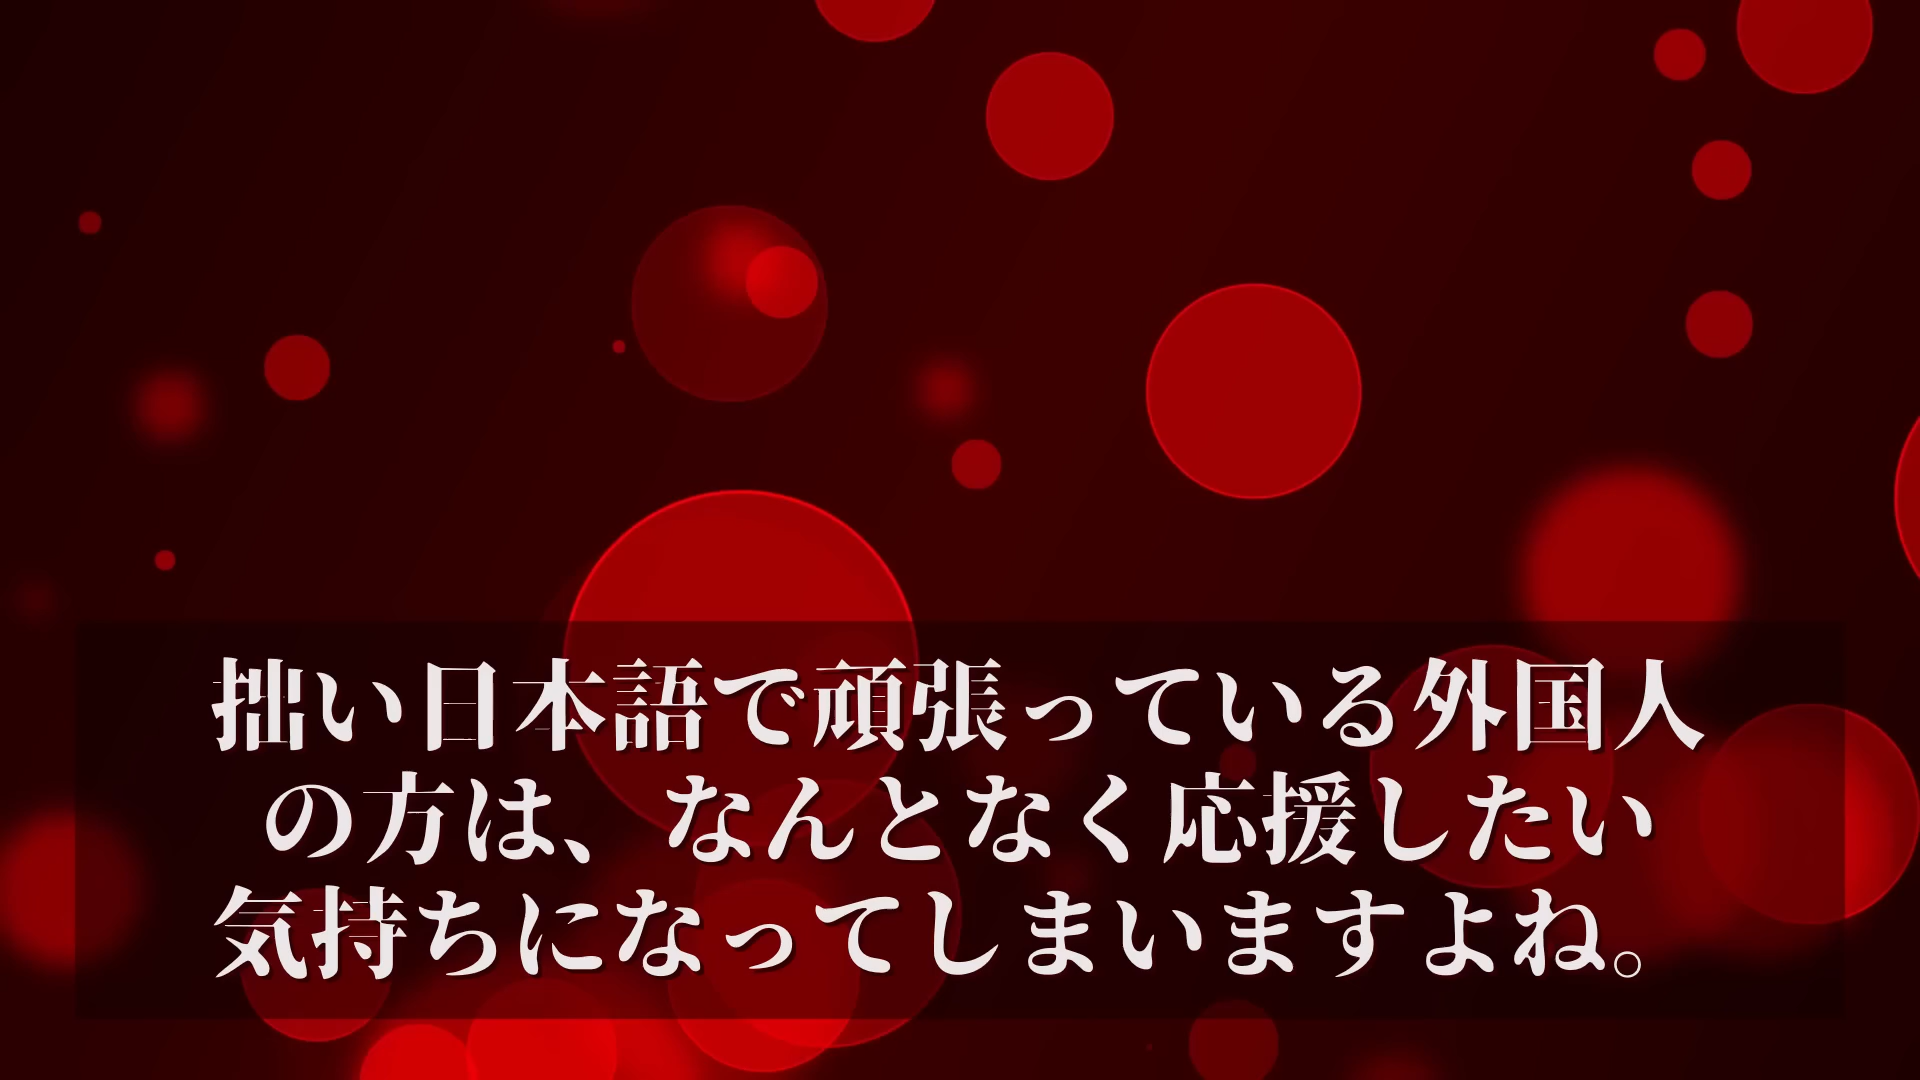 拙い日本語で頑張っている外国人
の方は、なんとなく応援したい
気持ちになってしまいますよね。